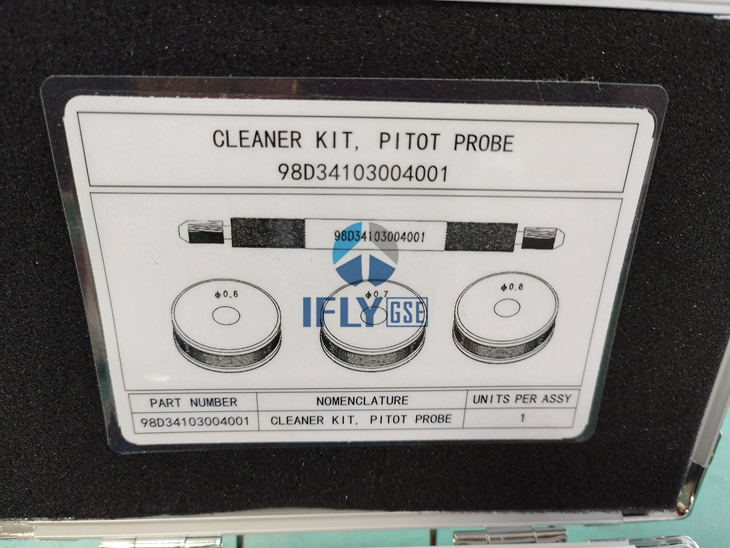 CLEANER KIT, PITOT PROBE
98D34103004001
98D34103004001
φ0.6
φ0.7
φ0.8
IFLY GSE
PART NUMBER NOMENCLATURE UNITS PER ASSY
98D34103004001 CLEANER KIT, PITOT PROBE 1